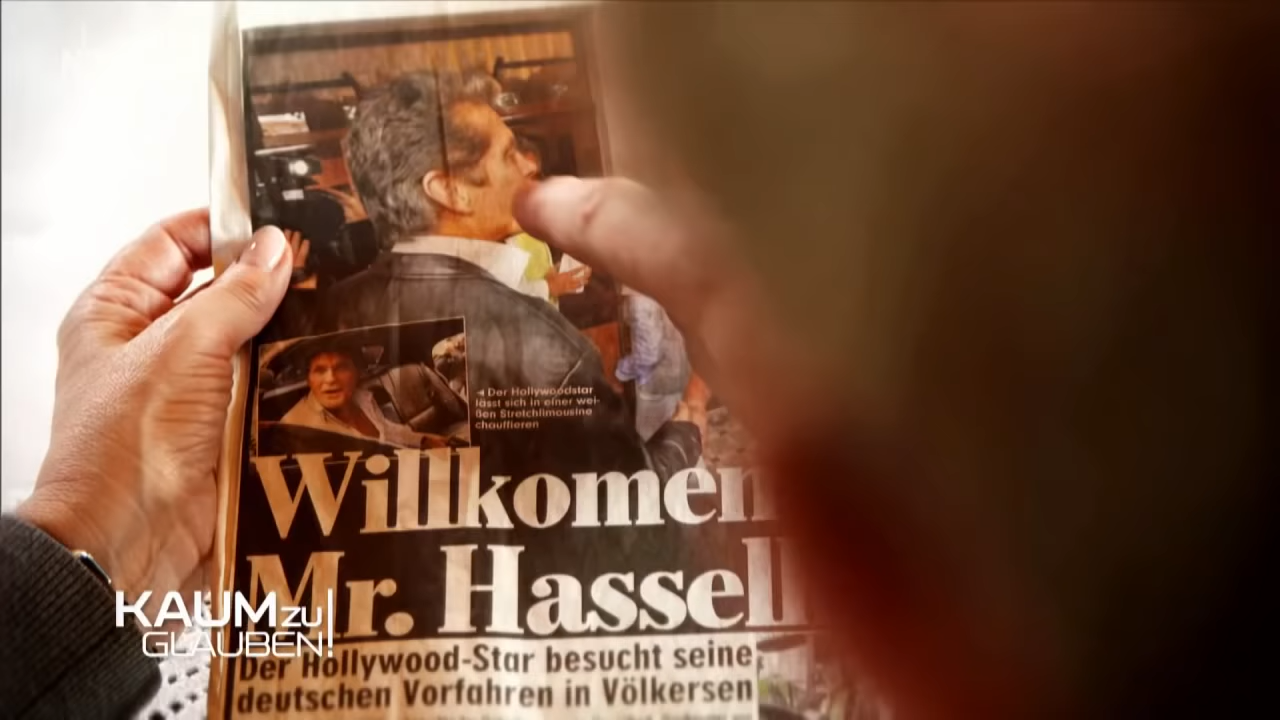 ◄ Der Hollywoodstar
lässt sich in einer wei-
ßen Stretchlimousine
chauffieren
Willkomen
Mr. Hassel
KAUM ZU
GLAUBEN!
Der Hollywood-Star besucht seine
deutschen Vorfahren in Völkersen